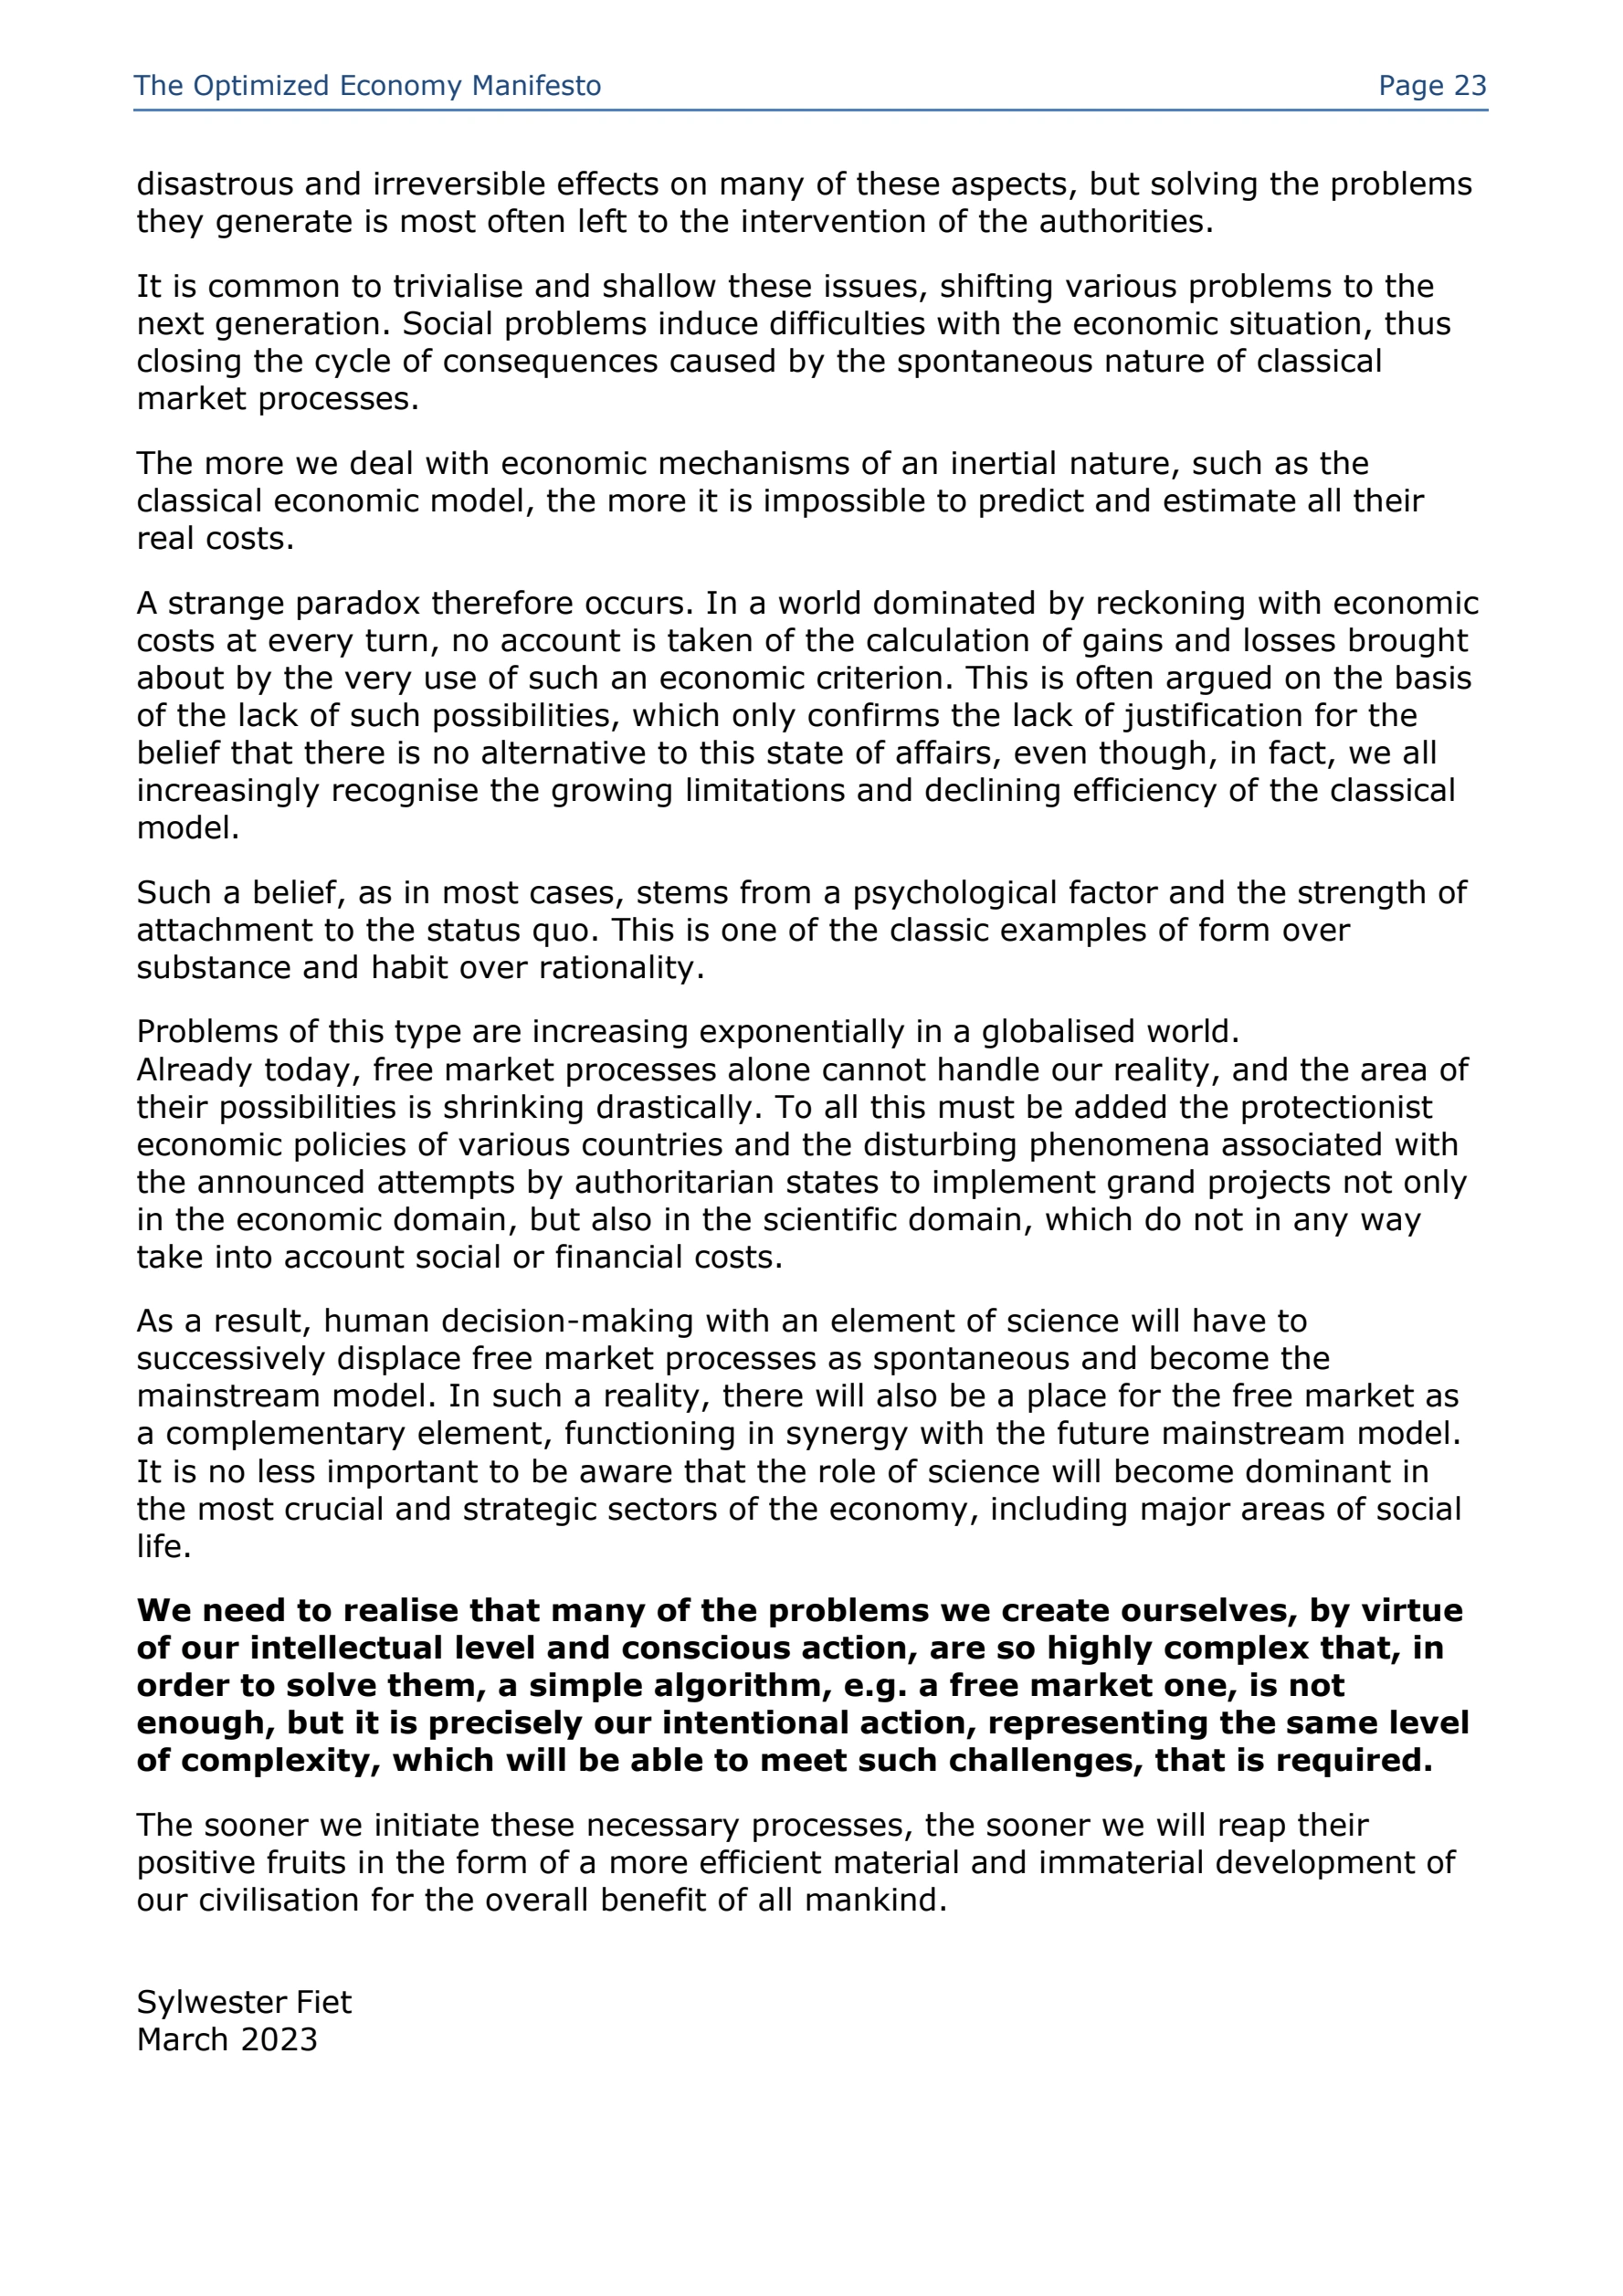 The Optimized Economy Manifesto Page 23
disastrous and irreversible effects on many of these aspects, but solving the problems
they generate is most often left to the intervention of the authorities.
It is common to trivialise and shallow these issues, shifting various problems to the
next generation. Social problems induce difficulties with the economic situation, thus
closing the cycle of consequences caused by the spontaneous nature of classical
market processes.
The more we deal with economic mechanisms of an inertial nature, such as the
classical economic model, the more it is impossible to predict and estimate all their
real costs.
A strange paradox therefore occurs. In a world dominated by reckoning with economic
costs at every turn, no account is taken of the calculation of gains and losses brought
about by the very use of such an economic criterion. This is often argued on the basis
of the lack of such possibilities, which only confirms the lack of justification for the
belief that there is no alternative to this state of affairs, even though, in fact, we all
increasingly recognise the growing limitations and declining efficiency of the classical
model.
Such a belief, as in most cases, stems from a psychological factor and the strength of
attachment to the status quo. This is one of the classic examples of form over
substance and habit over rationality.
Problems of this type are increasing exponentially in a globalised world.
Already today, free market processes alone cannot handle our reality, and the area of
their possibilities is shrinking drastically. To all this must be added the protectionist
economic policies of various countries and the disturbing phenomena associated with
the announced attempts by authoritarian states to implement grand projects not only
in the economic domain, but also in the scientific domain, which do not in any way
take into account social or financial costs.
As a result, human decision-making with an element of science will have to
successively displace free market processes as spontaneous and become the
mainstream model. In such a reality, there will also be a place for the free market as
a complementary element, functioning in synergy with the future mainstream model.
It is no less important to be aware that the role of science will become dominant in
the most crucial and strategic sectors of the economy, including major areas of social
life.
We need to realise that many of the problems we create ourselves, by virtue
of our intellectual level and conscious action, are so highly complex that, in
order to solve them, a simple algorithm, e.g. a free market one, is not
enough, but it is precisely our intentional action, representing the same level
of complexity, which will be able to meet such challenges, that is required.
The sooner we initiate these necessary processes, the sooner we will reap their
positive fruits in the form of a more efficient material and immaterial development of
our civilisation for the overall benefit of all mankind.
Sylwester Fiet
March 2023